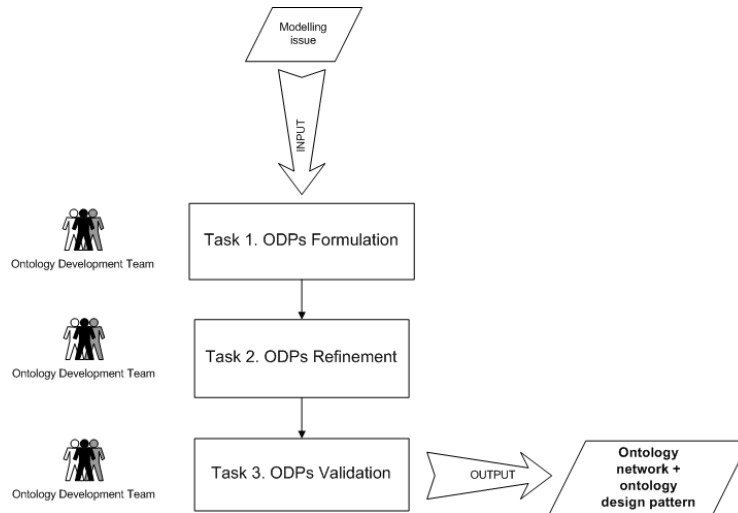 Modelling
issue
INPUT
Task 1. ODPs Formulation
Ontology Development Team
Task 2. ODPs Refinement
Ontology Development Team
Task 3. ODPs Validation
Ontology Development Team
OUTPUT
Ontology
network +
ontology
design pattern